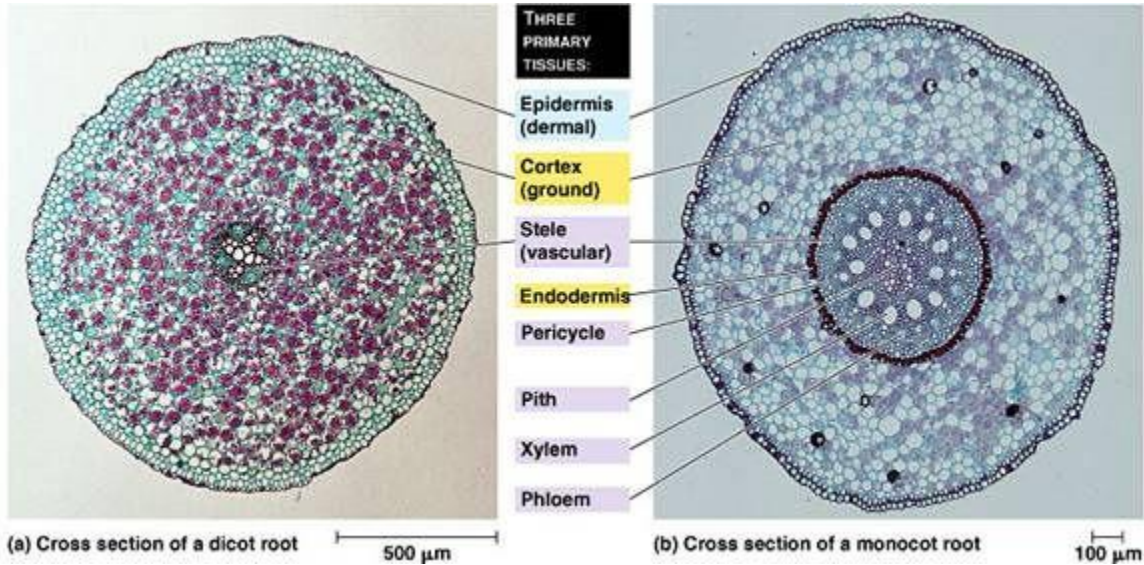 THREE
PRIMARY
TISSUES:
Epidermis
(dermal)
Cortex
(ground)
Stele
(vascular)
Endodermis
Pericycle
Pith
Xylem
Phloem
(a) Cross section of a dicot root
500 μm
(b) Cross section of a monocot root
100 μm